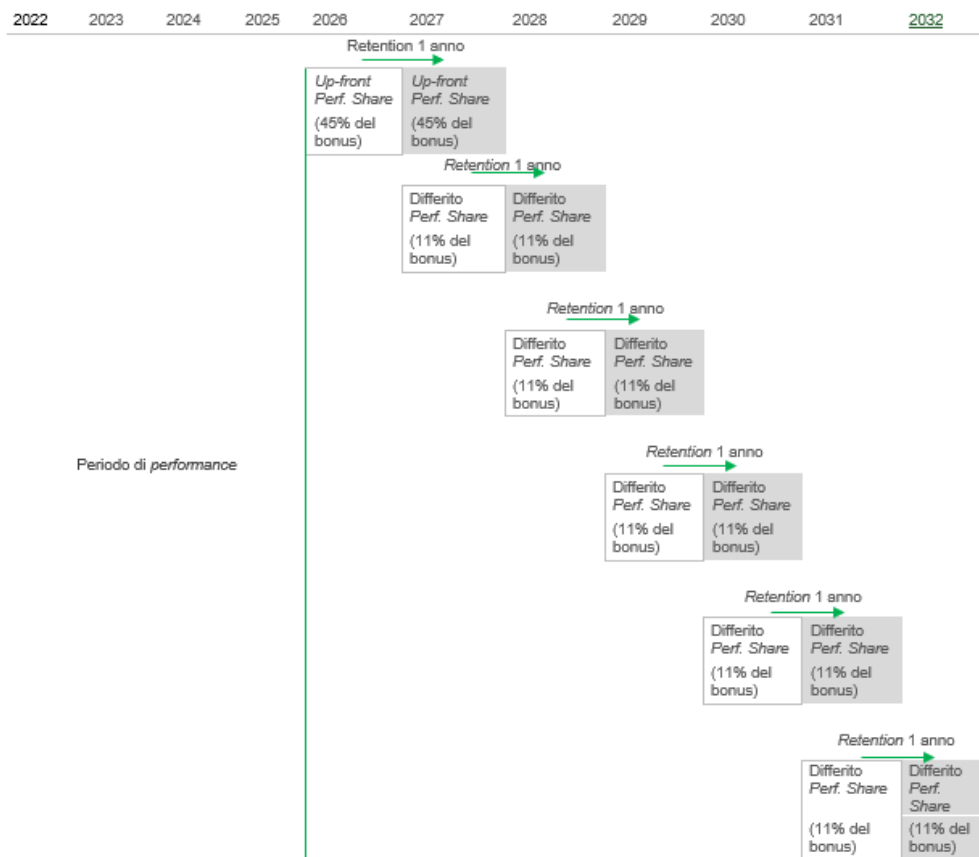 2022 2023 2024 2025 2026 2027 2028 2029 2030 2031 2032
Retention 1 anno
Up-front Up-front
Perf. Share Perf. Share
(45% del (45% del
bonus) bonus)
Retention 1 anno
Differito Differito
Perf. Share Perf. Share
(11% del (11% del
bonus) bonus)
Retention 1 anno
Differito Differito
Perf. Share Perf. Share
(11% del (11% del
bonus) bonus)
Periodo di performance
Retention 1 anno
Differito Differito
Perf. Share Perf. Share
(11% del (11% del
bonus) bonus)
Retention 1 anno
Differito Differito
Perf. Share Perf. Share
(11% del (11% del
bonus) bonus)
Retention 1 anno
Differito Differito
Perf. Share Perf.
Share
(11% del (11% del
bonus) bonus)